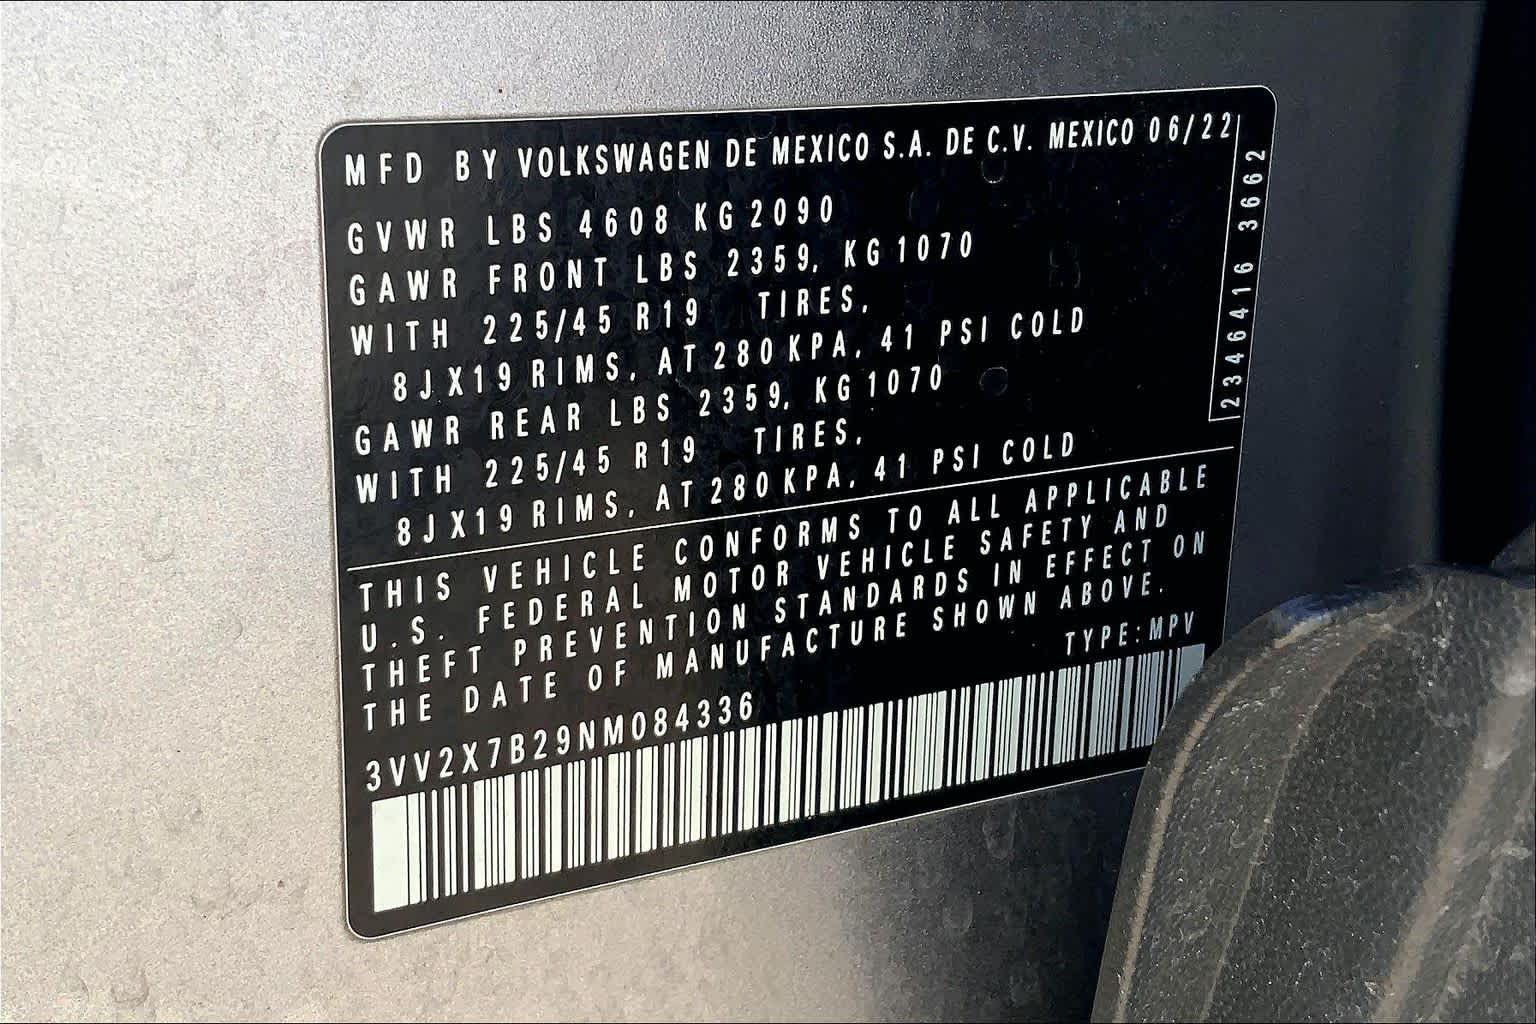 MFD BY VOLKSWAGEN DE MEXICO S.A. DE C.V. MEXICO 06/22
GVWR LBS 4608 KG 2090
GAWR FRONT LBS 2359, KG 1070
WITH 225/45 R19 TIRES,
8J X19 RIMS, AT 280 KPA, 41 PSI COLD
GAWR REAR LBS 2359, KG 1070
WITH 225/45 R19 TIRES,
8JX19 RIMS, AT 280KPA, 41 PSI COLD
2346416 3662
THIS VEHICLE CONFORMS TO ALL APPLICABLE
U.S. FEDERAL MOTOR VEHICLE SAFETY AND
THEFT PREVENTION STANDARDS IN EFFECT ON
THE DATE OF MANUFACTURE SHOWN ABOVE.
TYPE: MPV
3VV2X7B29NM084336